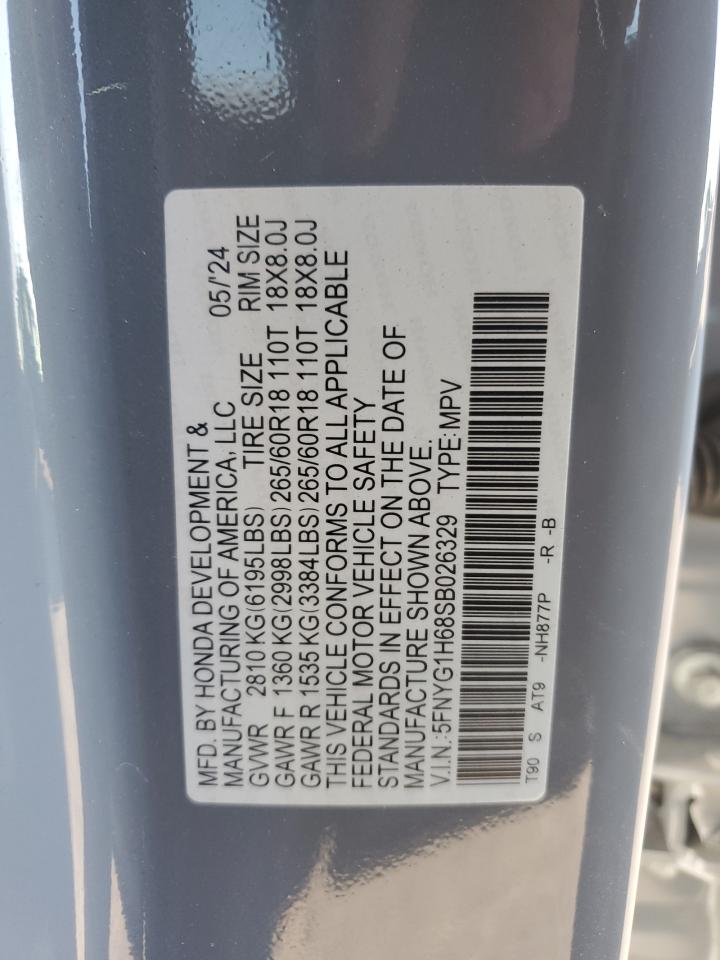 MFD. BY HONDA DEVELOPMENT &
MANUFACTURING OF AMERICA, LLC 05/'24
GVWR 2810 KG(6195LBS) TIRE SIZE RIM SIZE
GAWR F 1360 KG(2998LBS) 265/60R18 110T 18X8.0J
GAWR R 1535 KG(3384LBS) 265/60R18 110T 18X8.0J
THIS VEHICLE CONFORMS TO ALL APPLICABLE
FEDERAL MOTOR VEHICLE SAFETY
STANDARDS IN EFFECT ON THE DATE OF
MANUFACTURE SHOWN ABOVE.
V.I.N.:5FNYG1H68SB026329 TYPE: MPV
T90 S AT9 -NH877P -R -B